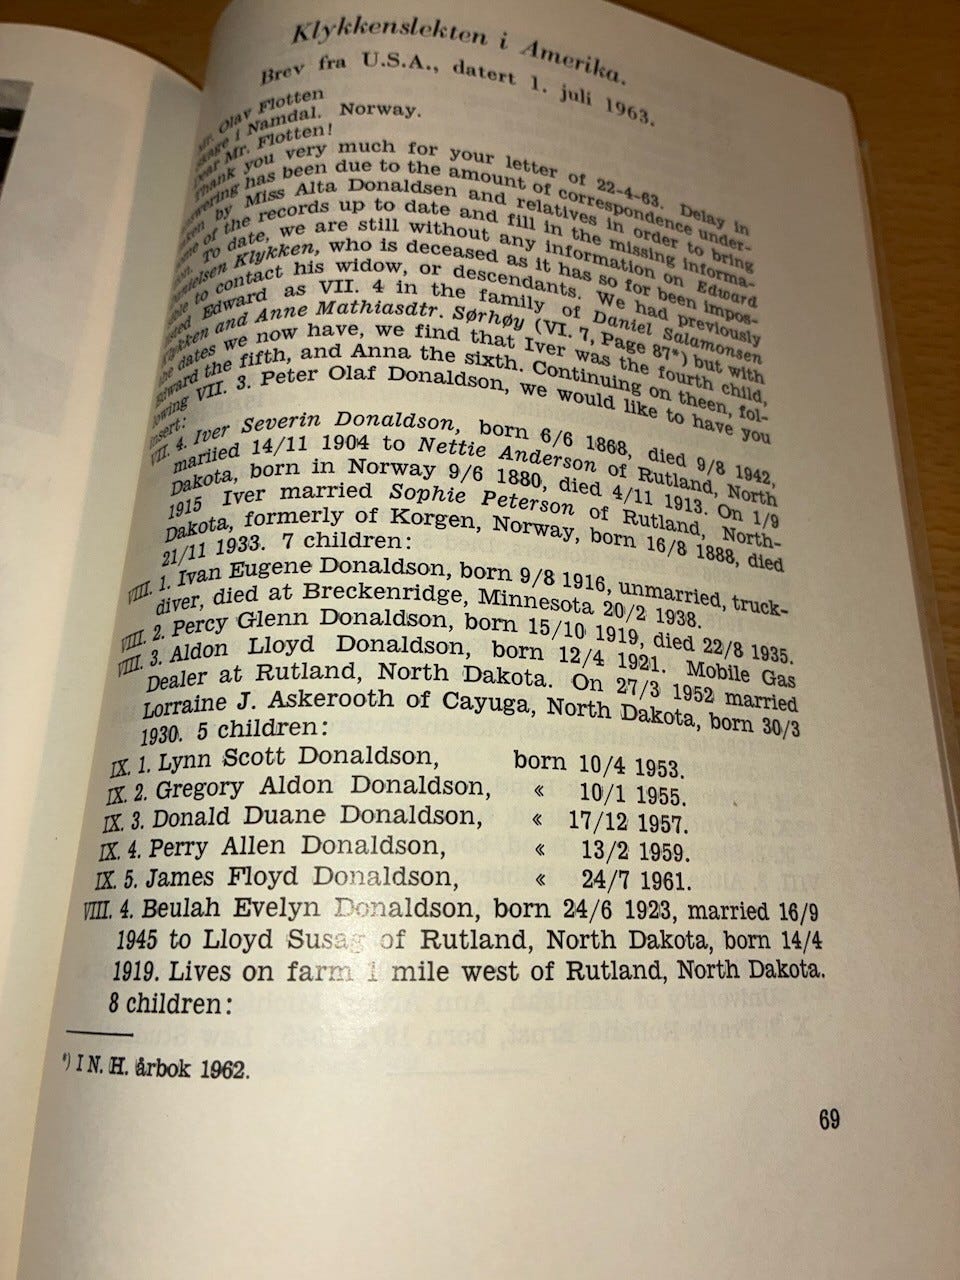 Klykkenslekten i Amerika.
Brev fra U.S.A., datert 1. juli 1963.
Mr. Olav Flotten
Skage i Namdal. Norway.
Dear Mr. Flotten!
Thank you very much for your letter of 22-4-63. Delay in
answering has been due to the amount of correspondence under-
taken by Miss Alta Donaldsen and relatives in order to bring
some of the records up to date and fill in the missing informa-
tion. To date, we are still without any information on Edward
Danielsen Klykken, who is deceased as it has so for been impos-
sible to contact his widow, or descendants. We had previously
listed Edward as VII. 4 in the family of Daniel Salamonsen
Klykken and Anne Mathiasdtr. Sørhøy (VI. 7, Page 87*) but with
the dates we now have, we find that Iver was the fourth child,
Edward the fifth, and Anna the sixth. Continuing on theen, fol-
lowing VII. 3. Peter Olaf Donaldson, we would like to have you
insert:
VII. 4. Iver Severin Donaldson, born 6/6 1868, died 9/8 1942,
mariied 14/11 1904 to Nettie Anderson of Rutland, North
Dakota, born in Norway 9/6 1880, died 4/11 1913. On 1/9
1915 Iver married Sophie Peterson of Rutland, North-
Dakota, formerly of Korgen, Norway, born 16/8 1888, died
21/11 1933. 7 children:
VIII. 1. Ivan Eugene Donaldson, born 9/8 1916, unmarried, truck-
diver, died at Breckenridge, Minnesota 20/2 1938.
VIII. 2. Percy Glenn Donaldson, born 15/10 1919, died 22/8 1935.
VIII. 3. Aldon Lloyd Donaldson, born 12/4 1921. Mobile Gas
Dealer at Rutland, North Dakota. On 27/3 1952 married
Lorraine J. Askerooth of Cayuga, North Dakota, born 30/3
1930. 5 children:
IX. 1. Lynn Scott Donaldson, born 10/4 1953.
IX. 2. Gregory Aldon Donaldson, « 10/1 1955.
IX. 3. Donald Duane Donaldson, « 17/12 1957.
IX. 4. Perry Allen Donaldson, « 13/2 1959.
IX. 5. James Floyd Donaldson, « 24/7 1961.
VIII. 4. Beulah Evelyn Donaldson, born 24/6 1923, married 16/9
1945 to Lloyd Susag of Rutland, North Dakota, born 14/4
1919. Lives on farm 1 mile west of Rutland, North Dakota.
8 children:
*) I N. H. årbok 1962.
69